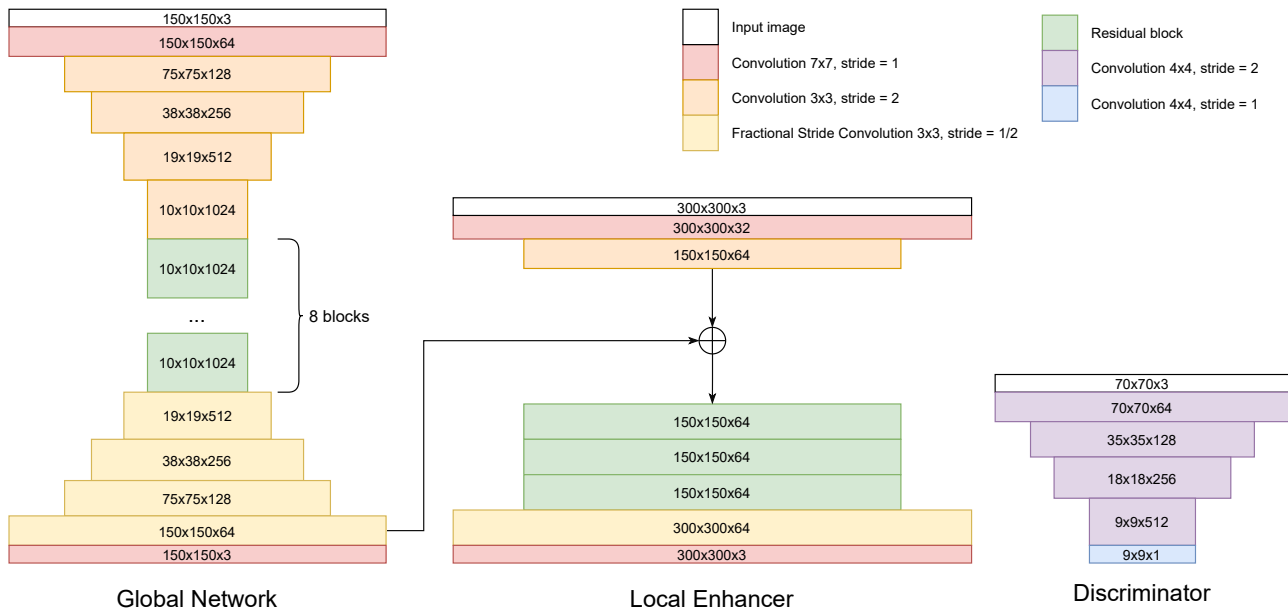 150x150x3
150x150x64
75x75x128
38x38x256
19x19x512
10x10x1024
10x10x1024
...
10x10x1024
8 blocks
19x19x512
38x38x256
75x75x128
150x150x64
150x150x3
Global Network
Input image
Convolution 7x7, stride = 1
Convolution 3x3, stride = 2
Fractional Stride Convolution 3x3, stride = 1/2
Residual block
Convolution 4x4, stride = 2
Convolution 4x4, stride = 1
300x300x3
300x300x32
150x150x64
150x150x64
150x150x64
150x150x64
300x300x64
300x300x3
Local Enhancer
70x70x3
70x70x64
35x35x128
18x18x256
9x9x512
9x9x1
Discriminator